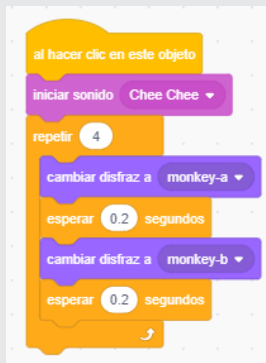 al hacer clic en este objeto
iniciar sonido Chee Chee
repetir 4
cambiar disfraz a monkey-a
esperar 0.2 segundos
cambiar disfraz a monkey-b
esperar 0.2 segundos